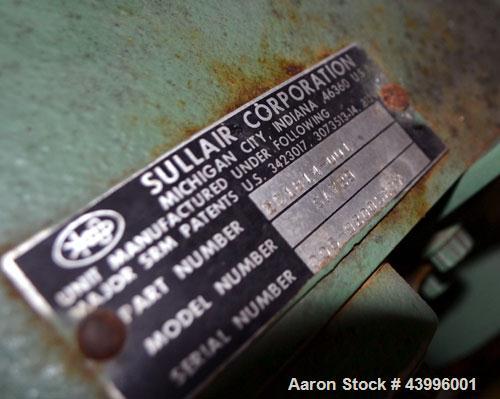 SULLAIR CORPORATION
MICHIGAN CITY, INDIANA 46360 U.S.
UNIT MANUFACTURED UNDER FOLLOWING
MAJOR SRM PATENTS U.S. 3423017, 3073513-14,
PART NUMBER
MODEL NUMBER
SERIAL NUMBER
Aaron Stock # 43996001